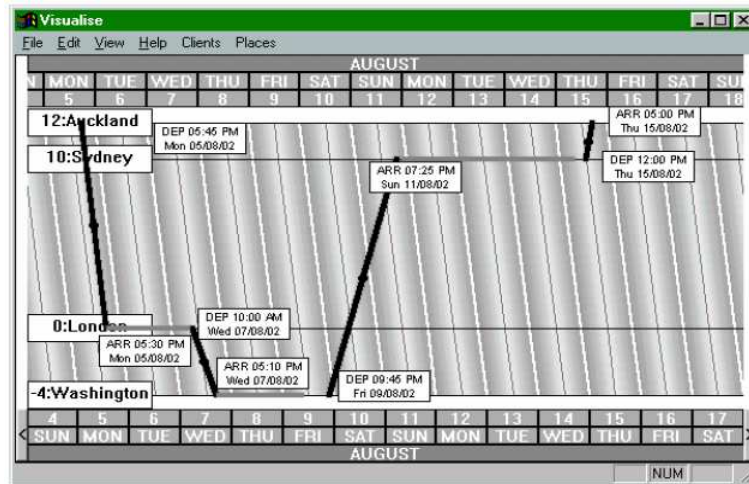 Visualise
File Edit View Help Clients Places
AUGUST
MON TUE WED THU FRI SAT SUN MON TUE WED THU FRI SAT SUN
5 6 7 8 9 10 11 12 13 14 15 16 17 18
12:Auckland
DEP 05:45 PM
Mon 05/08/02
ARR 05:00 PM
Thu 15/08/02
10:Sydney
ARR 07:25 PM
Sun 11/08/02
DEP 12:00 PM
Thu 15/08/02
0:London
DEP 10:00 AM
Wed 07/08/02
ARR 05:30 PM
Mon 05/08/02
ARR 05:10 PM
Wed 07/08/02
-4:Washington
DEP 09:45 PM
Fri 09/08/02
4 5 6 7 8 9 10 11 12 13 14 15 16 17
SUN MON TUE WED THU FRI SAT SUN MON TUE WED THU FRI SAT
AUGUST
NUM